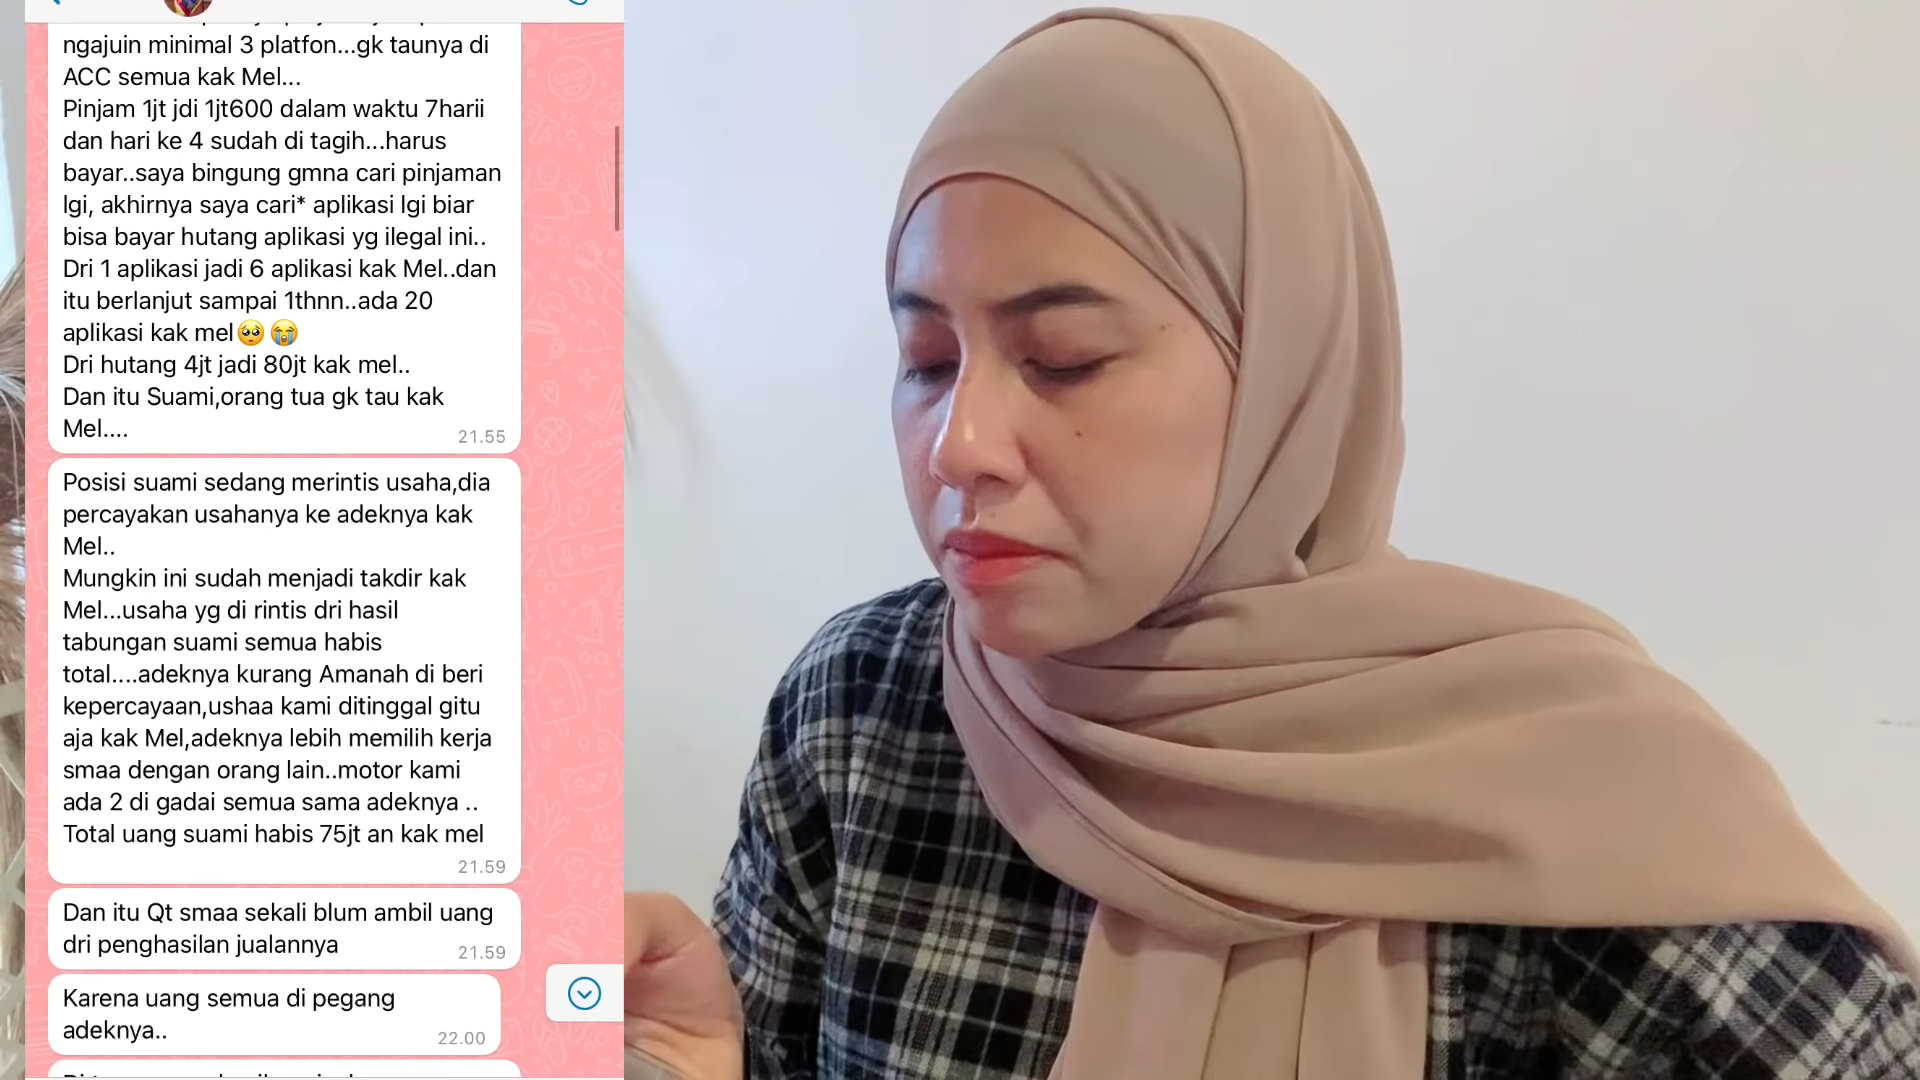 ngajuin minimal 3 platfon...gk taunya di
ACC semua kak Mel...
Pinjam 1jt jdi 1jt600 dalam waktu 7harii
dan hari ke 4 sudah di tagih...harus
bayar..saya bingung gmna cari pinjaman
lgi, akhirnya saya cari* aplikasi lgi biar
bisa bayar hutang aplikasi yg ilegal ini..
Dri 1 aplikasi jadi 6 aplikasi kak Mel..dan
itu berlanjut sampai 1thnn..ada 20
aplikasi kak mel🥺😭
Dri hutang 4jt jadi 80jt kak mel..
Dan itu Suami,orang tua gk tau kak
Mel....
21.55
Posisi suami sedang merintis usaha,dia
percayakan usahanya ke adeknya kak
Mel..
Mungkin ini sudah menjadi takdir kak
Mel...usaha yg di rintis dri hasil
tabungan suami semua habis
total....adeknya kurang Amanah di beri
kepercayaan,ushaa kami ditinggal gitu
aja kak Mel,adeknya lebih memilih kerja
smaa dengan orang lain..motor kami
ada 2 di gadai semua sama adeknya ..
Total uang suami habis 75jt an kak mel
21.59
Dan itu Qt smaa sekali blum ambil uang
dri penghasilan jualannya
21.59
Karena uang semua di pegang
adeknya..
22.00